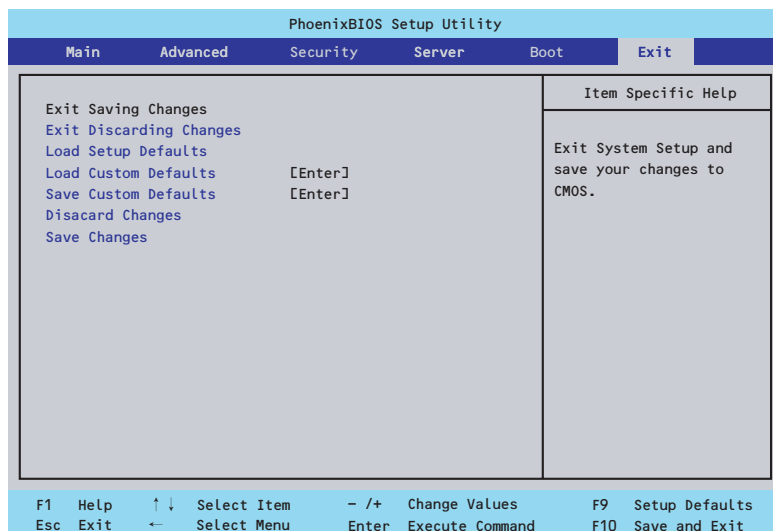 PhoenixBIOS Setup Utility
Main Advanced Security Server Boot Exit
Item Specific Help
Exit Saving Changes
Exit Discarding Changes
Load Setup Defaults
Load Custom Defaults [Enter]
Save Custom Defaults [Enter]
Disacard Changes
Save Changes
Exit System Setup and
save your changes to
CMOS.
F1 Help ↑↓ Select Item - /+ Change Values F9 Setup Defaults
Esc Exit ← Select Menu Enter Execute Command F10 Save and Exit